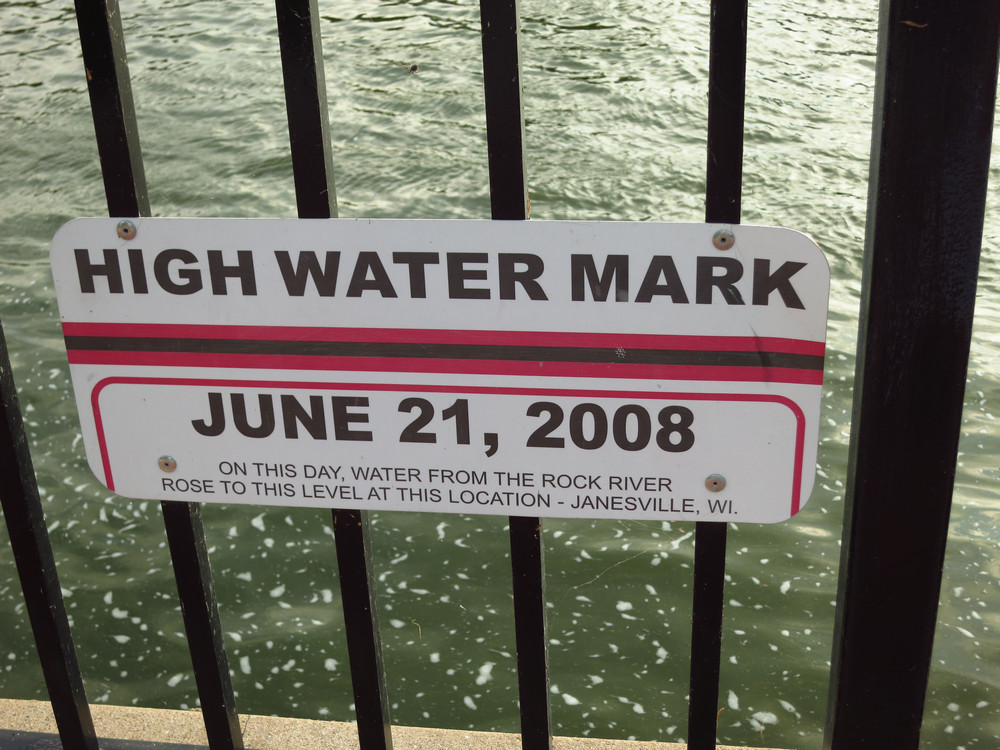 HIGH WATER MARK
JUNE 21, 2008
ON THIS DAY, WATER FROM THE ROCK RIVER
ROSE TO THIS LEVEL AT THIS LOCATION - JANESVILLE, WI.